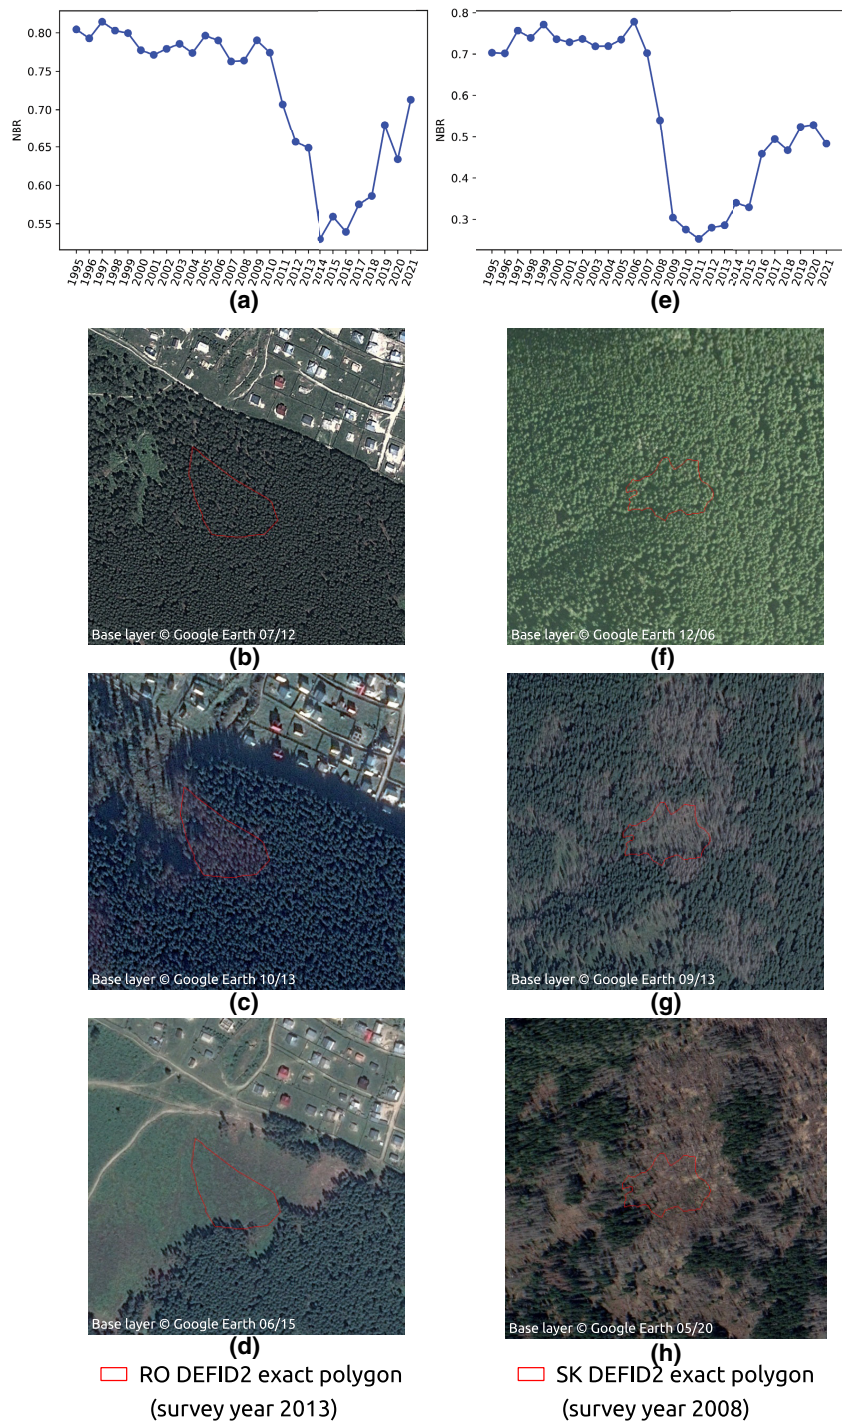 0.80
0.75
0.70
0.65
0.60
0.55
NBR
1995 1996 1997 1998 1999 2000 2001 2002 2003 2004 2005 2006 2007 2008 2009 2010 2011 2012 2013 2014 2015 2016 2017 2018 2019 2020 2021
(a)
0.8
0.7
0.6
0.5
0.4
0.3
NBR
1995 1996 1997 1998 1999 2000 2001 2002 2003 2004 2005 2006 2007 2008 2009 2010 2011 2012 2013 2014 2015 2016 2017 2018 2019 2020 2021
(e)
Base layer © Google Earth 07/12
(b)
Base layer © Google Earth 12/06
(f)
Base layer © Google Earth 10/13
(c)
Base layer © Google Earth 09/13
(g)
Base layer © Google Earth 06/15
(d)
Base layer © Google Earth 05/20
(h)
RO DEFID2 exact polygon
(survey year 2013)
SK DEFID2 exact polygon
(survey year 2008)